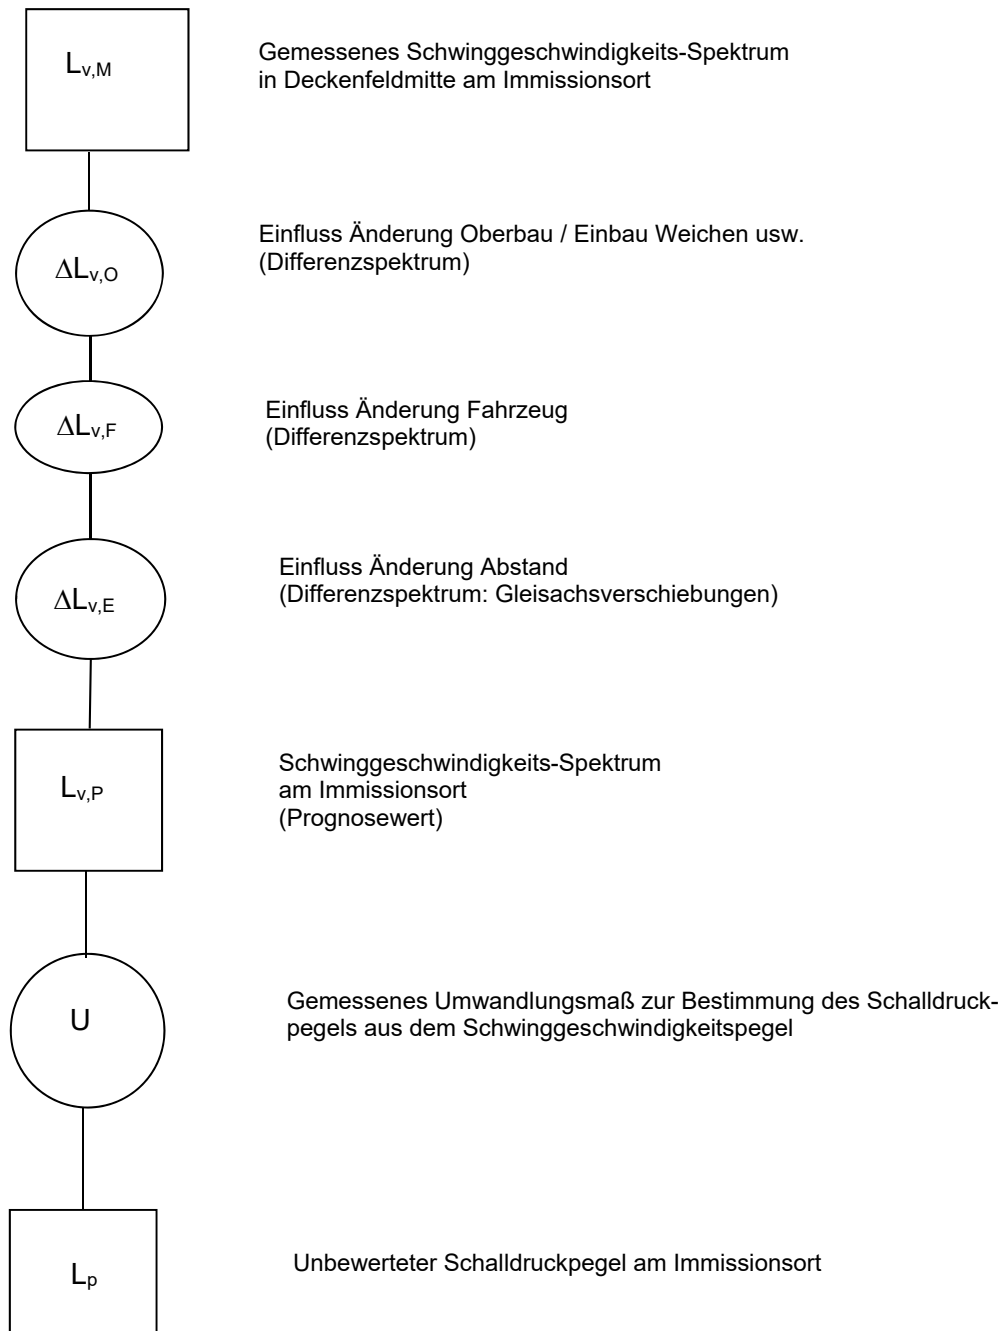 Lv,M
Gemessenes Schwinggeschwindigkeits-Spektrum
in Deckenfeldmitte am Immissionsort
ΔLv,O
Einfluss Änderung Oberbau / Einbau Weichen usw.
(Differenzspektrum)
ΔLv,F
Einfluss Änderung Fahrzeug
(Differenzspektrum)
ΔLv,E
Einfluss Änderung Abstand
(Differenzspektrum: Gleisachsverschiebungen)
Lv,P
Schwinggeschwindigkeits-Spektrum
am Immissionsort
(Prognosewert)
U
Gemessenes Umwandlungsmaß zur Bestimmung des Schalldruck-
pegels aus dem Schwinggeschwindigkeitspegel
Lp
Unbewerteter Schalldruckpegel am Immissionsort